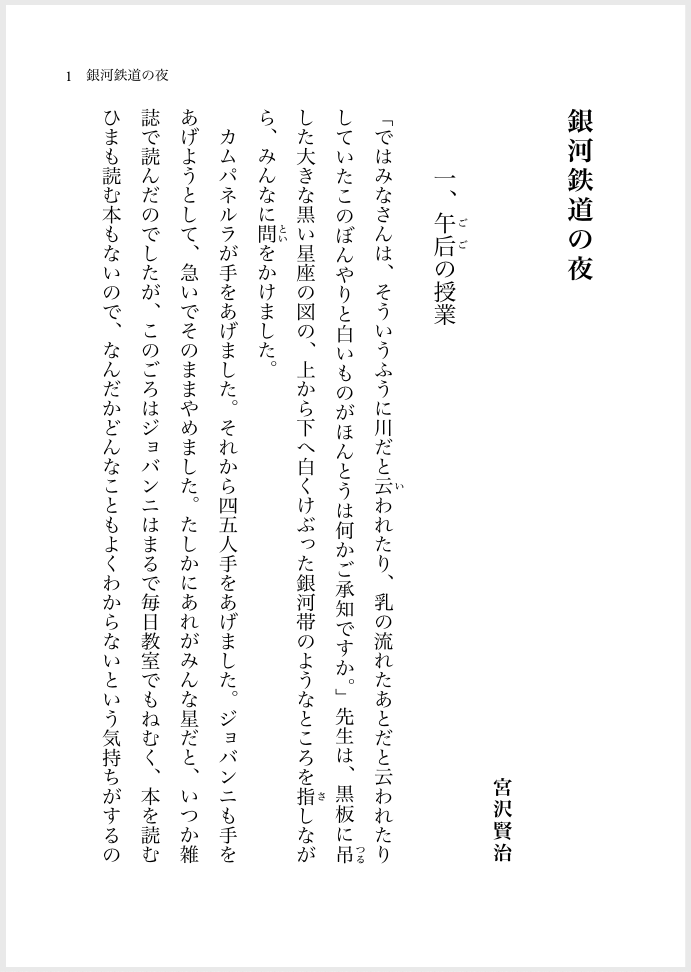 1 銀河鉄道の夜
銀河鉄道の夜
宮沢賢治
一、午后の授業
ごご
「ではみなさんは、そういうふうに川だと云われたり、乳の流れたあとだと云われたり
い
していたこのぼんやりと白いものがほんとうは何かご承知ですか。」先生は、黒板に吊
つる
した大きな黒い星座の図の、上から下へ白くけぶった銀河帯のようなところを指しなが
さ
ら、みんなに問をかけました。
とい
カムパネルラが手をあげました。それから四五人手をあげました。ジョバンニも手を
あげようとして、急いでそのままやめました。たしかにあれがみんな星だと、いつか雑
誌で読んだのでしたが、このごろはジョバンニはまるで毎日教室でもねむく、本を読む
ひまも読む本もないので、なんだかどんなこともよくわからないという気持ちがするの